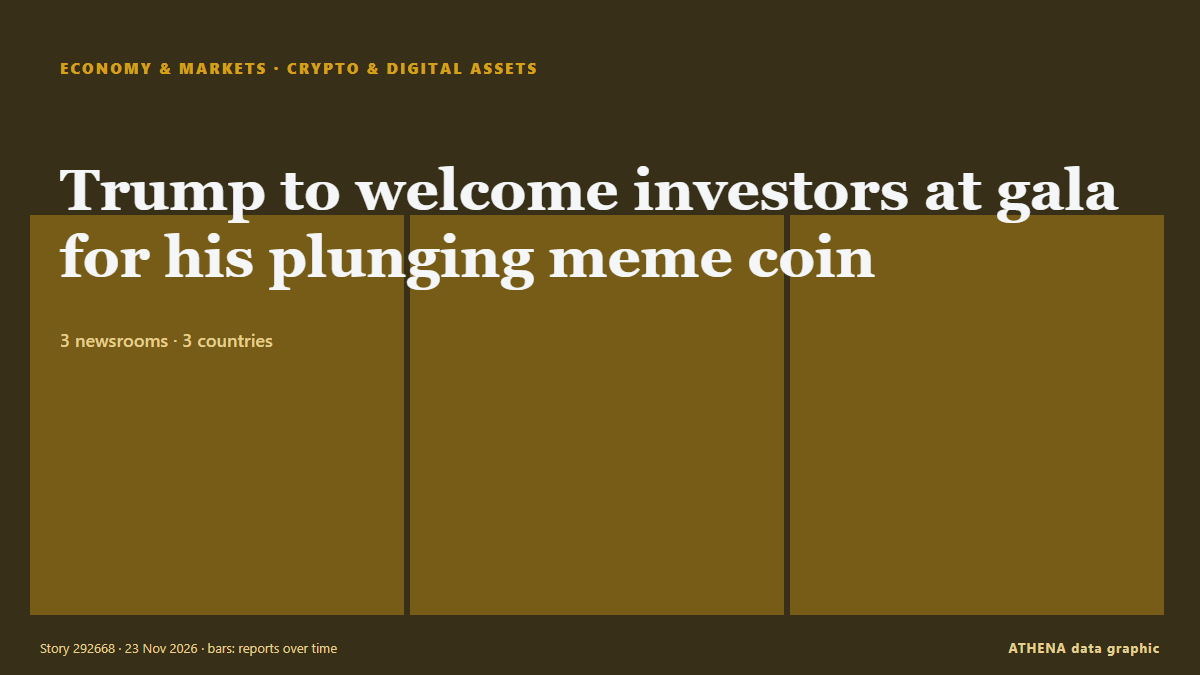 ECONOMY & MARKETS · CRYPTO & DIGITAL ASSETS
Trump to welcome investors at gala
for his plunging meme coin
3 newsrooms · 3 countries
Story 292668 · 23 Nov 2026 · bars: reports over time
ATHENA data graphic